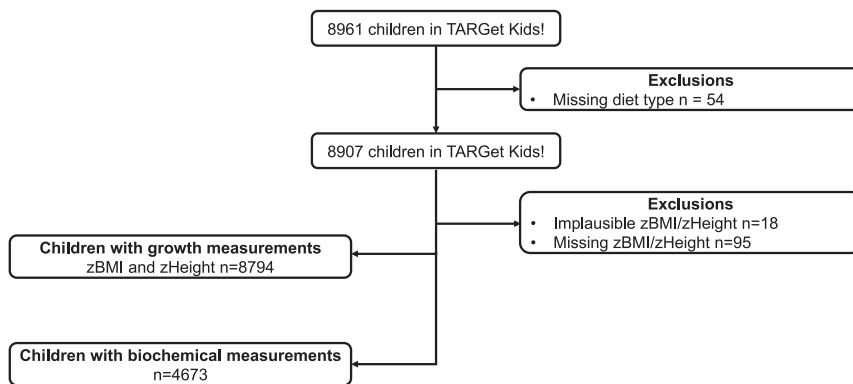 8961 children in TARGet Kids!
Exclusions
• Missing diet type n = 54
8907 children in TARGet Kids!
Exclusions
• Implausible zBMI/zHeight n=18
• Missing zBMI/zHeight n=95
Children with growth measurements
zBMI and zHeight n=8794
Children with biochemical measurements
n=4673